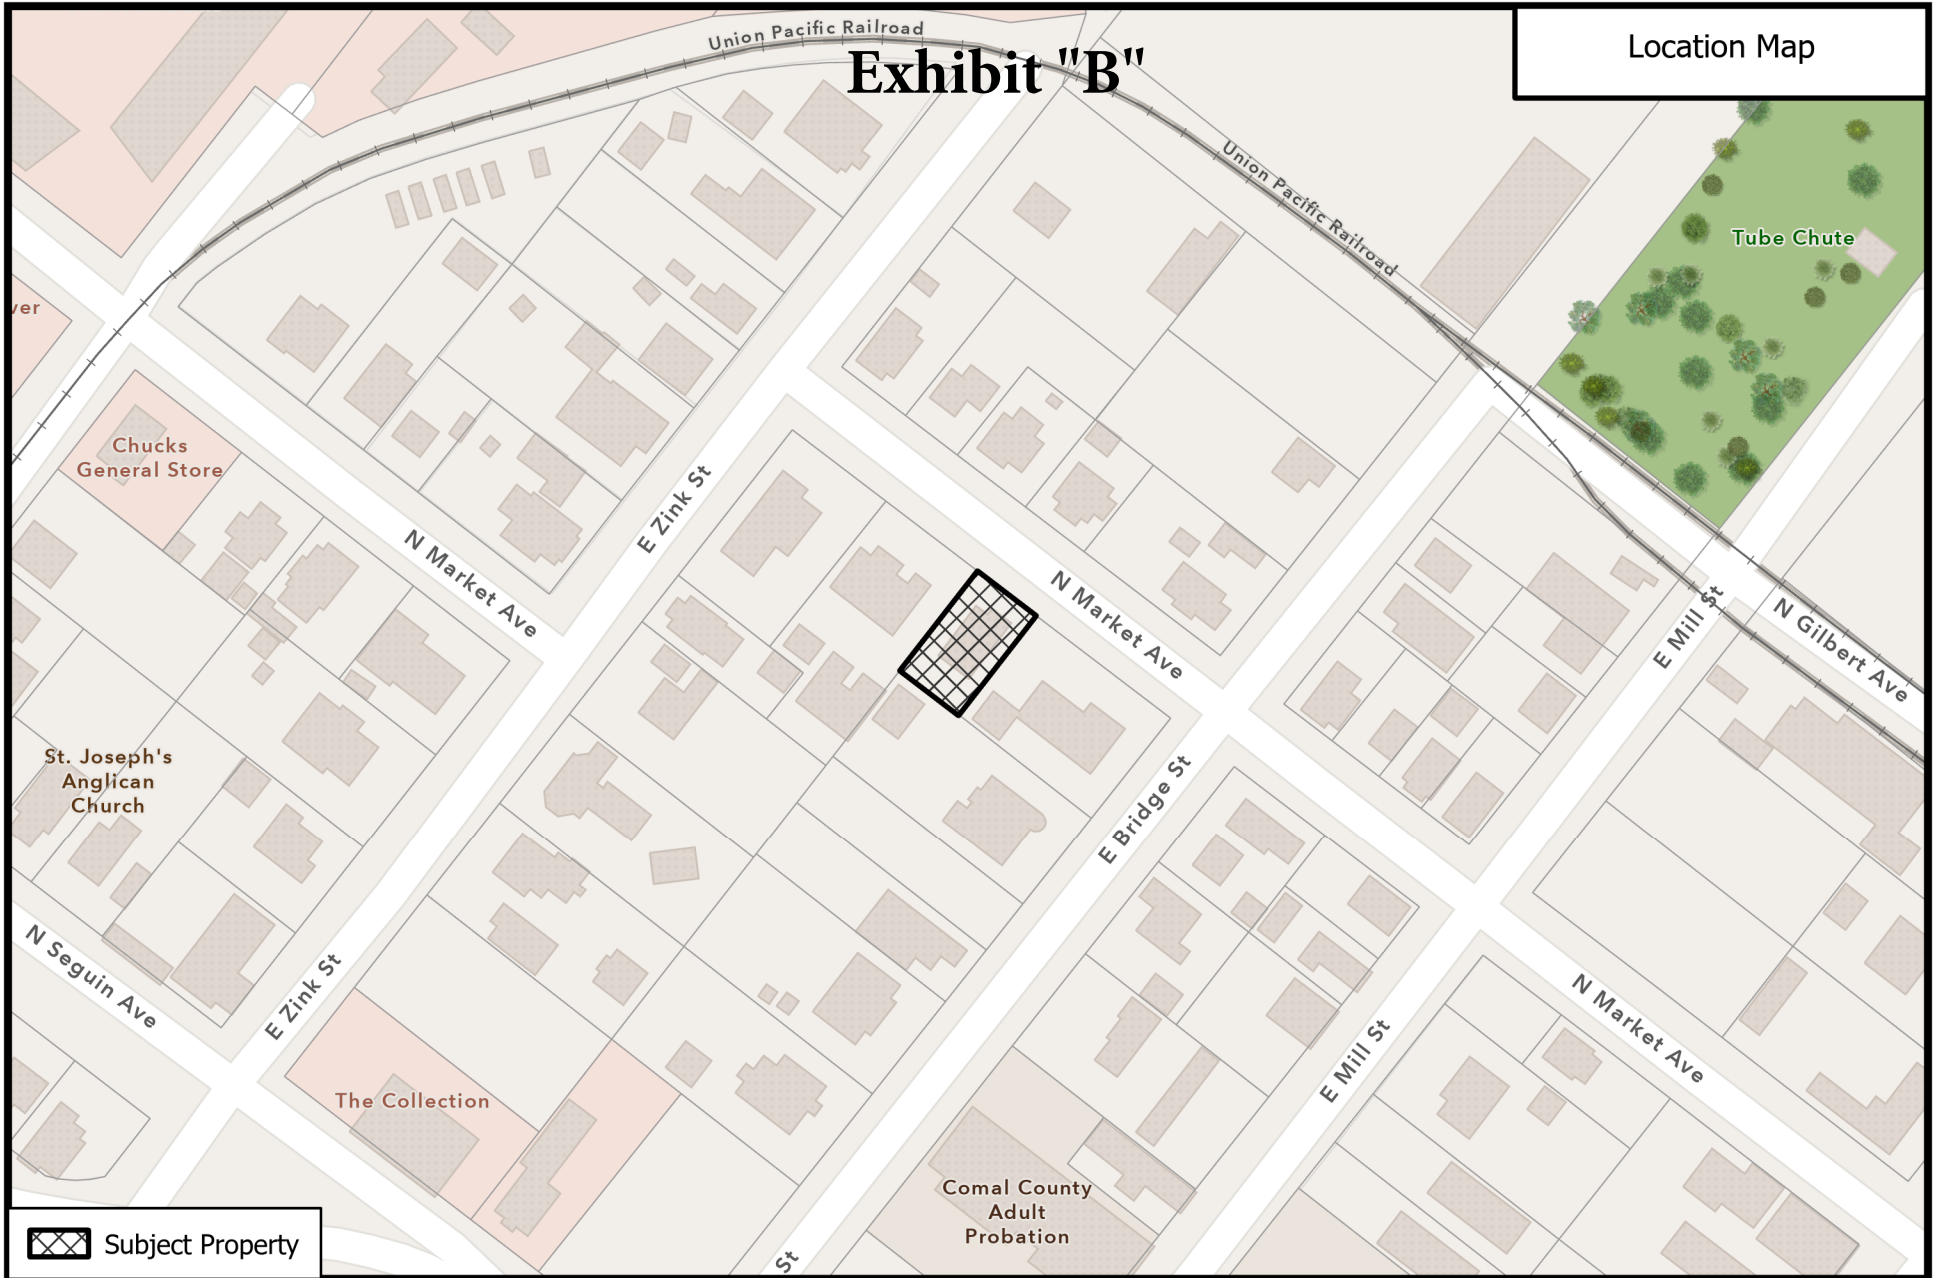 Union Pacific Railroad
Exhibit "B"
Location Map
Union Pacific Railroad
Tube Chute
ver
Chucks
General Store
E Zink St
N Market Ave
N Market Ave
E Mill St
N Gilbert Ave
St. Joseph's
Anglican
Church
E Bridge St
N Seguin Ave
E Zink St
N Market Ave
E Mill St
The Collection
Comal County
Adult
Probation
St
Subject Property